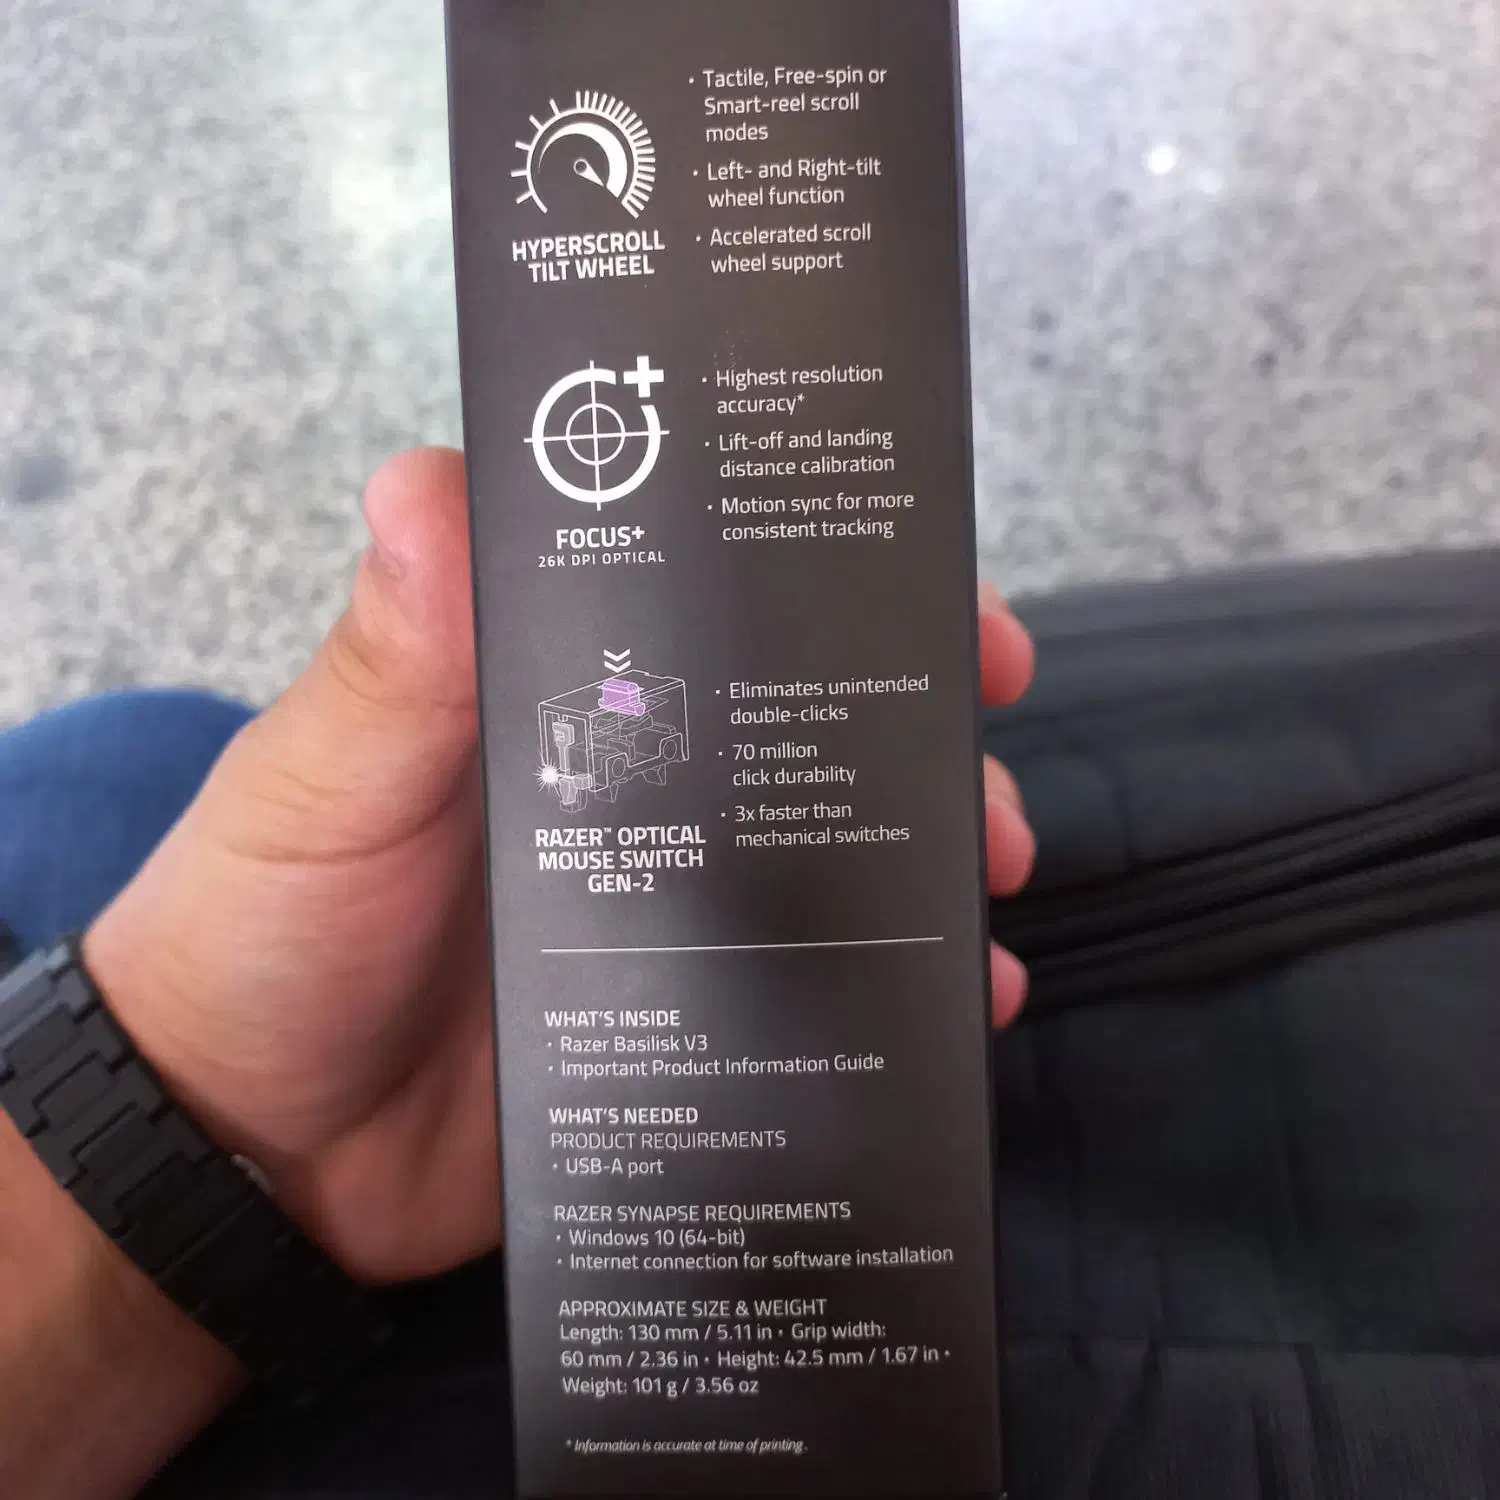 HYPERSCROLL
TILT WHEEL
· Tactile, Free-spin or
Smart-reel scroll
modes
· Left- and Right-tilt
wheel function
· Accelerated scroll
wheel support
FOCUS+
26K DPI OPTICAL
· Highest resolution
accuracy*
· Lift-off and landing
distance calibration
· Motion sync for more
consistent tracking
RAZER™ OPTICAL
MOUSE SWITCH
GEN-2
· Eliminates unintended
double-clicks
· 70 million
click durability
· 3x faster than
mechanical switches
WHAT'S INSIDE
· Razer Basilisk V3
· Important Product Information Guide
WHAT'S NEEDED
PRODUCT REQUIREMENTS
· USB-A port
RAZER SYNAPSE REQUIREMENTS
· Windows 10 (64-bit)
· Internet connection for software installation
APPROXIMATE SIZE & WEIGHT
Length: 130 mm / 5.11 in · Grip width:
60 mm / 2.36 in · Height: 42.5 mm / 1.67 in ·
Weight: 101 g / 3.56 oz
* Information is accurate at time of printing.